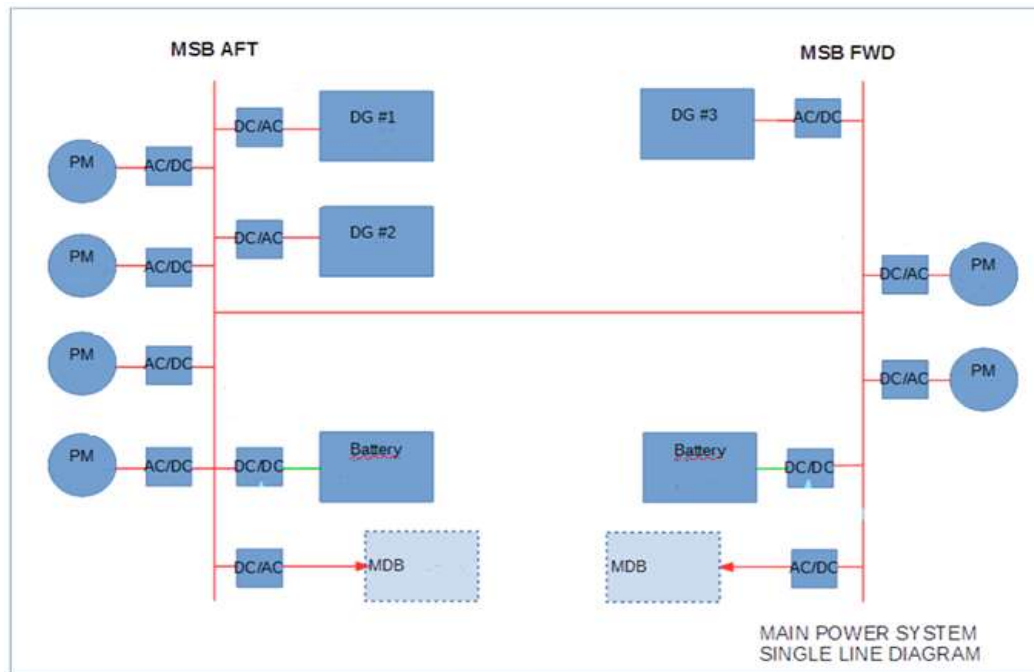 MSB AFT
MSB FWD
DC/AC
DG #1
DG #3
AC/DC
PM
AC/DC
DC/AC
DG #2
PM
AC/DC
DC/AC
PM
PM
AC/DC
DC/AC
PM
PM
AC/DC
DC/DC
Battery
Battery
DC/DC
DC/AC
MDB
MDB
AC/DC
MAIN POWER SYSTEM
SINGLE LINE DIAGRAM